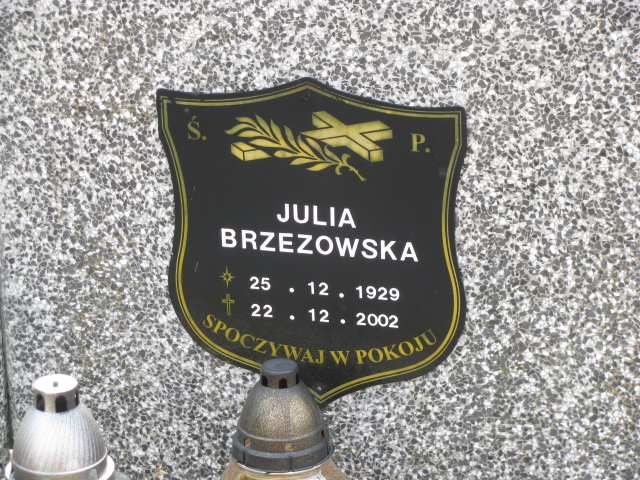 Ś. P.
JULIA
BRZEZOWSKA
25 . 12 . 1929
22 . 12 . 2002
SPOCZYWAJ W POKOJU